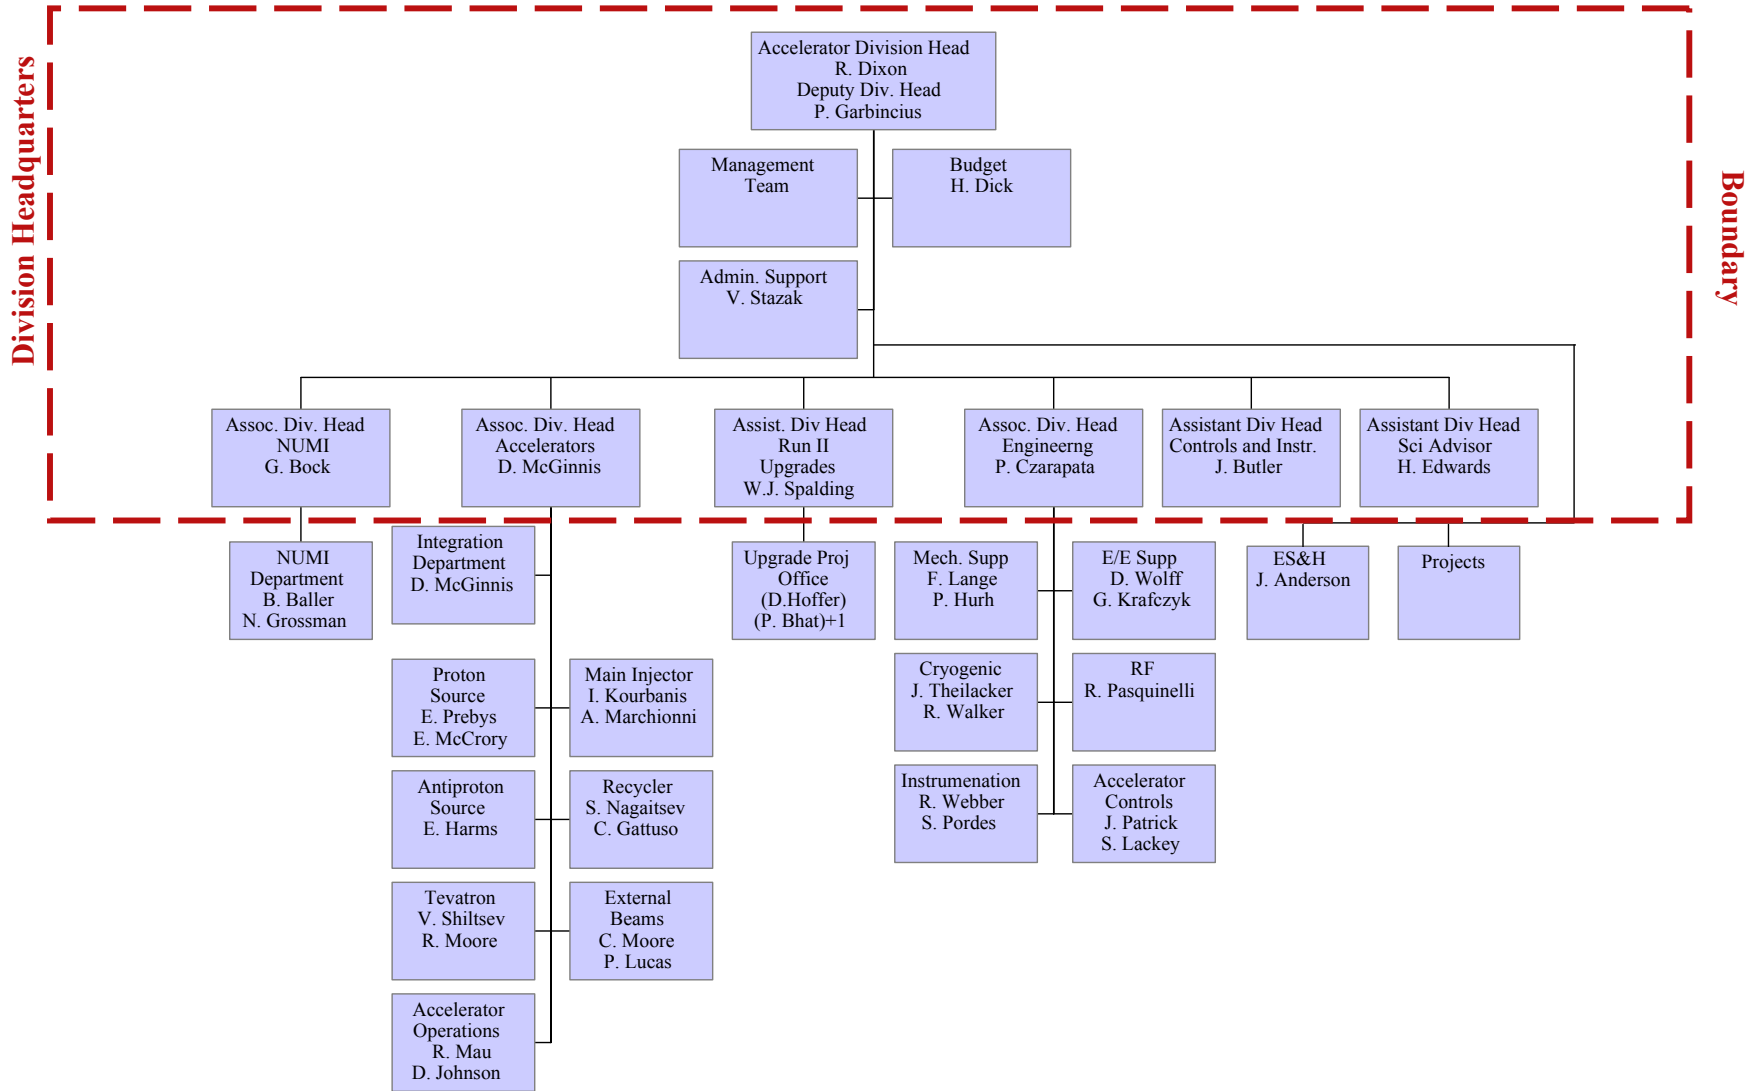 Division Headquarters
Boundary
Accelerator Division Head
R. Dixon
Deputy Div. Head
P. Garbincius
Management
Team
Budget
H. Dick
Admin. Support
V. Stazak
Assoc. Div. Head
NUMI
G. Bock
Assoc. Div. Head
Accelerators
D. McGinnis
Assist. Div Head
Run II
Upgrades
W.J. Spalding
Assoc. Div. Head
Engineerng
P. Czarapata
Assistant Div Head
Controls and Instr.
J. Butler
Assistant Div Head
Sci Advisor
H. Edwards
NUMI
Department
B. Baller
N. Grossman
Integration
Department
D. McGinnis
Upgrade Proj
Office
(D.Hoffer)
(P. Bhat)+1
Mech. Supp
F. Lange
P. Hurh
E/E Supp
D. Wolff
G. Krafczyk
ES&H
J. Anderson
Projects
Proton
Source
E. Prebys
E. McCrory
Main Injector
I. Kourbanis
A. Marchionni
Cryogenic
J. Theilacker
R. Walker
RF
R. Pasquinelli
Antiproton
Source
E. Harms
Recycler
S. Nagaitsev
C. Gattuso
Instrumenation
R. Webber
S. Pordes
Accelerator
Controls
J. Patrick
S. Lackey
Tevatron
V. Shiltsev
R. Moore
External
Beams
C. Moore
P. Lucas
Accelerator
Operations
R. Mau
D. Johnson